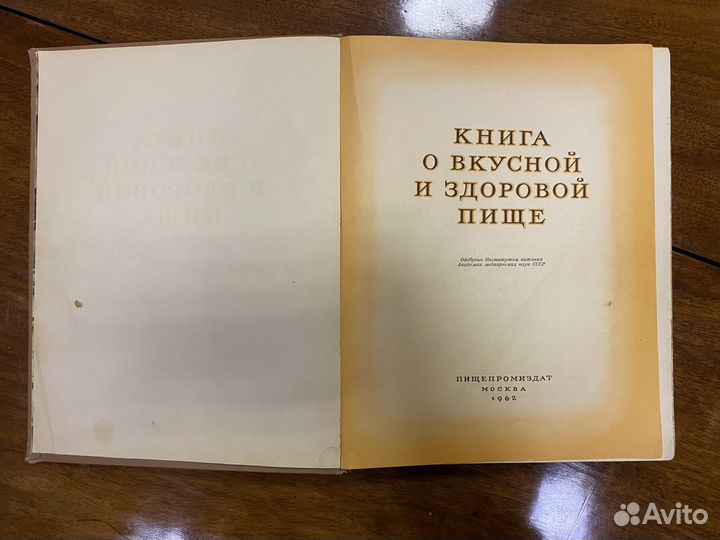 КНИГА
О ВКУСНОЙ
И ЗДОРОВОЙ
ПИЩЕ
Одобрена Институтом питания
Академии медицинских наук СССР
ПИЩЕПРОМИЗДАТ
МОСКВА
1962
Avito